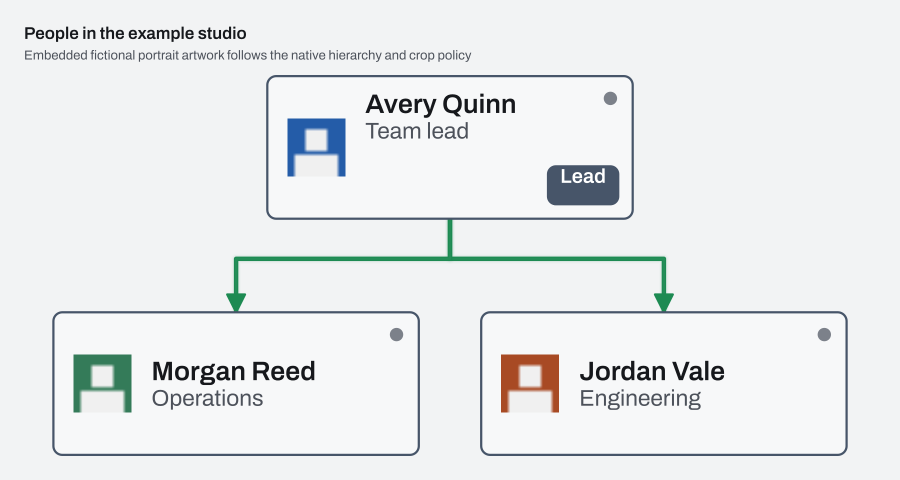 People in the example studio
Embedded fictional portrait artwork follows the native hierarchy and crop policy
Avery Quinn
Team lead
Lead
Morgan Reed
Operations
Jordan Vale
Engineering